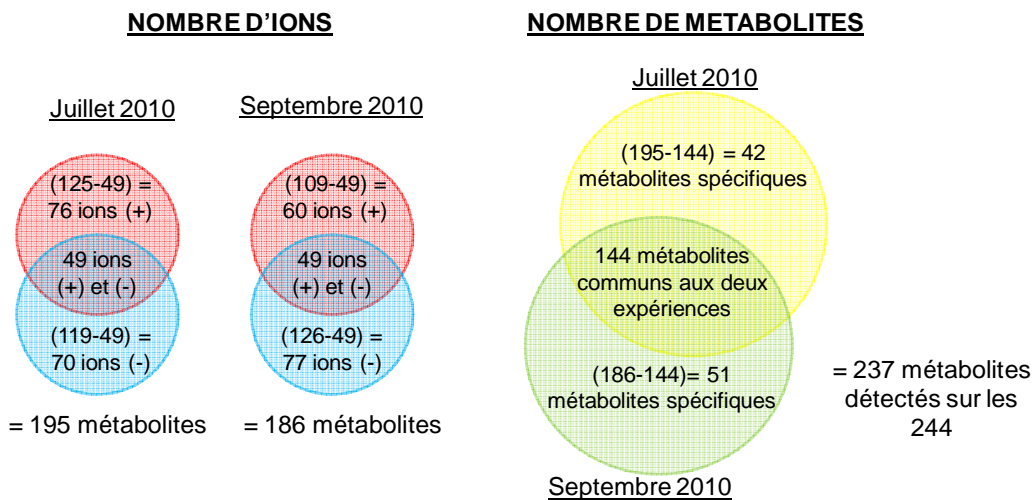 NOMBRE D'IONS
Juillet 2010
(125-49) =
76 ions (+)
49 ions
(+) et (-)
(119-49) =
70 ions (-)
= 195 métabolites
Septembre 2010
(109-49) =
60 ions (+)
49 ions
(+) et (-)
(126-49) =
77 ions (-)
= 186 métabolites
NOMBRE DE METABOLITES
Juillet 2010
(195-144) = 42
métabolites spécifiques
144 métabolites
communs aux deux
expériences
(186-144)= 51
métabolites spécifiques
Septembre 2010
= 237 métabolites
détectés sur les
244